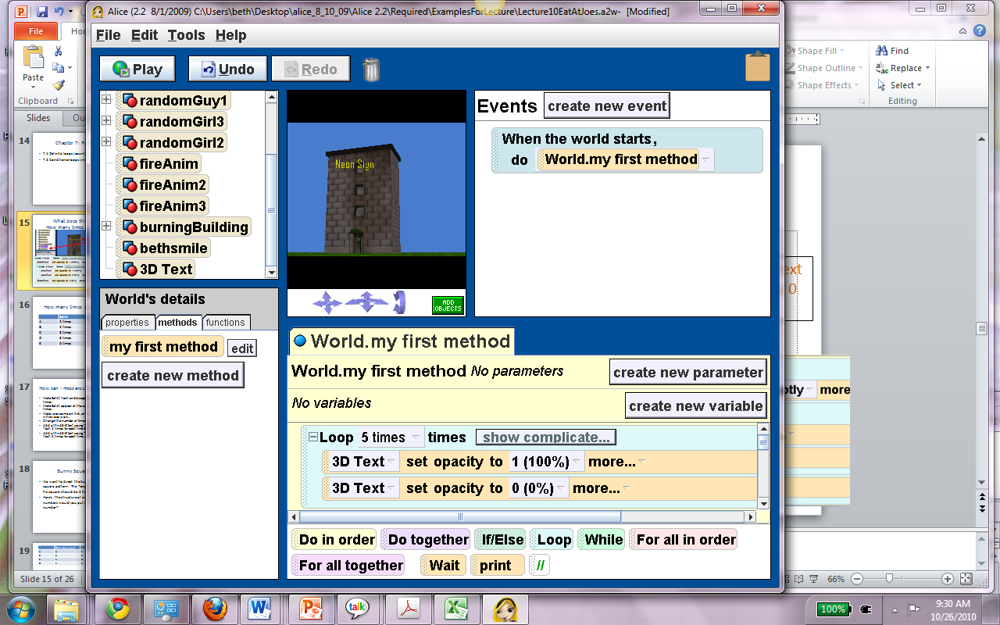 Alice (2.2 8/1/2009) C:\Users\beth\Desktop\alice_8_10_09\Alice 2.2\Required\ExamplesForLecture\Lecture10EatAtJoes.a2w- [Modified]
File
File Edit Tools Help
Paste
Clipboard
Play
Undo
Redo
Shape Fill
Shape Outline
Shape Effects
Find
Replace
Select
Editing
Slides
14
15
16
17
18
19
Slide 15 of 26
randomGuy1
randomGirl3
randomGirl2
fireAnim
fireAnim2
fireAnim3
burningBuilding
bethsmile
3D Text
Neon Sign
ADD
OBJECTS
Events create new event
When the world starts,
do World.my first method
World's details
properties methods functions
my first method edit
create new method
World.my first method
World.my first method No parameters create new parameter
No variables create new variable
Loop 5 times times show complicate...
3D Text set opacity to 1 (100%) more...
3D Text set opacity to 0 (0%) more...
Do in order Do together If/Else Loop While For all in order
For all together Wait print //
more
66%
talk
100%
9:30 AM
10/26/2010